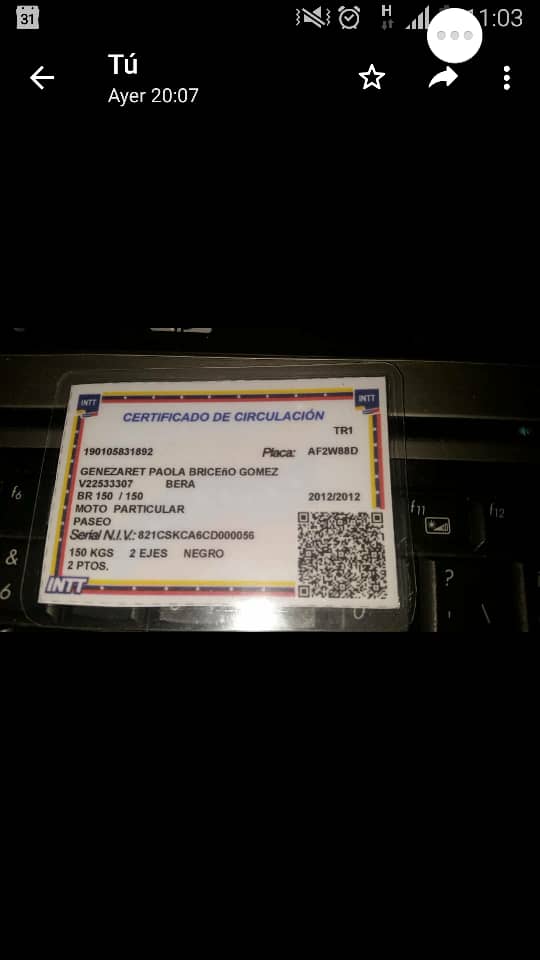 31
H
11:03
Tú
Ayer 20:07
INTT
INTT
CERTIFICADO DE CIRCULACIÓN
TR1
190105831892 Placa: AF2W88D
GENEZARET PAOLA BRICEñO GOMEZ
V22533307 BERA
BR 150 / 150 2012/2012
MOTO PARTICULAR
PASEO
Serial N.I.V.: 821CSKCA6CD000056
150 KGS 2 EJES NEGRO
2 PTOS.
INTT
f6
f11
f12
&
6
?